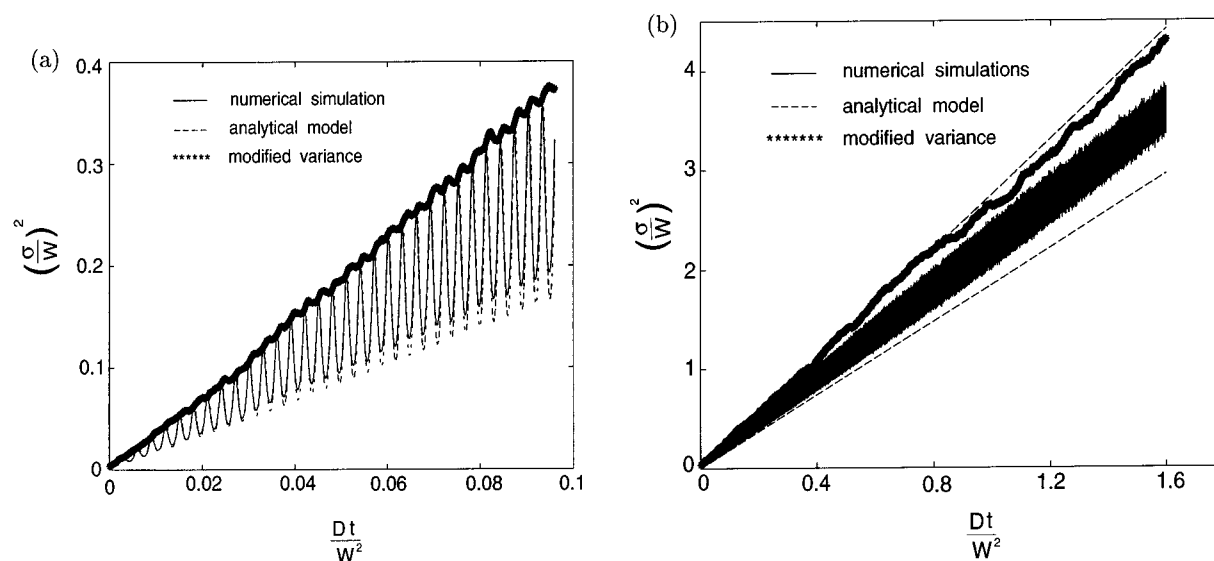 (a)
0.4
0.3
0.2
0.1
0
(σ/W)²
numerical simulation
analytical model
modified variance
0
0.02
0.04
0.06
0.08
0.1
Dt
W²
(b)
4
3
2
1
0
(σ/W)²
numerical simulations
analytical model
modified variance
0
0.4
0.8
1.2
1.6
Dt
W²